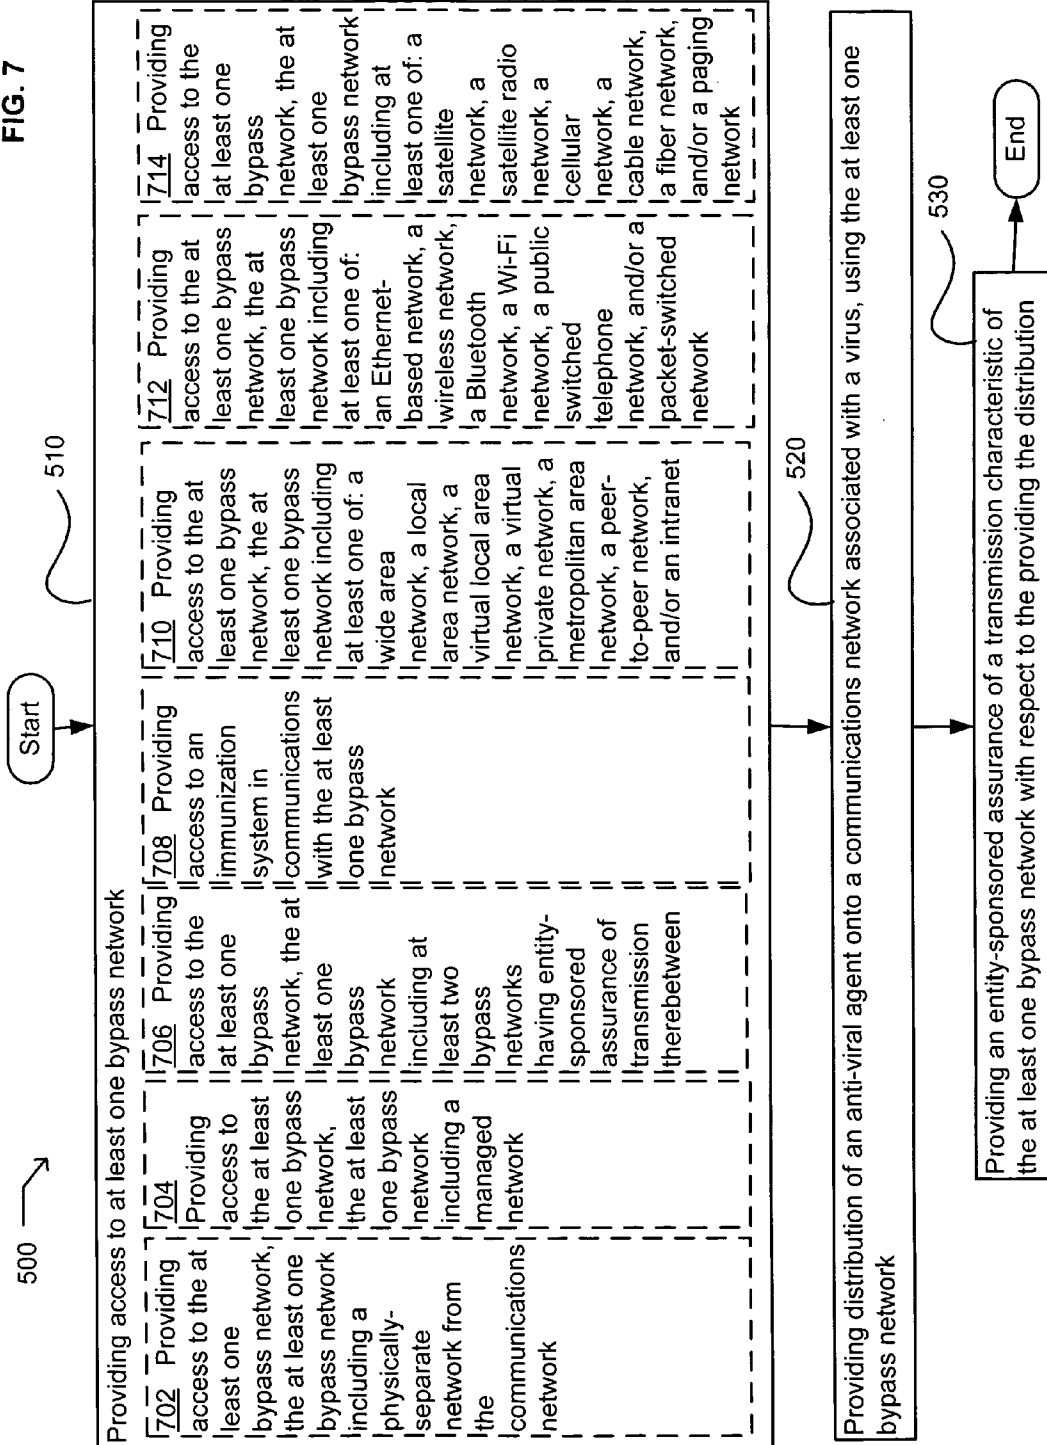 FIG. 7
500
Start
510
Providing access to at least one bypass network
702 Providing
access to the at
least one
bypass network,
the at least one
bypass network
including a
physically-
separate
network from
the
communications
network
704
Providing
access to
the at least
one bypass
network,
the at least
one bypass
network
including a
managed
network
706 Providing
access to the
at least one
bypass
network, the at
least one
bypass
network
including at
least two
bypass
networks
having entity-
sponsored
assurance of
transmission
therebetween
708 Providing
access to an
immunization
system in
communications
with the at least
one bypass
network
710 Providing
access to the at
least one bypass
network, the at
least one bypass
network including
at least one of: a
wide area
network, a local
area network, a
virtual local area
network, a virtual
private network, a
metropolitan area
network, a peer-
to-peer network,
and/or an intranet
712 Providing
access to the at
least one bypass
network, the at
least one bypass
network including
at least one of:
an Ethernet-
based network, a
wireless network,
a Bluetooth
network, a Wi-Fi
network, a public
switched
telephone
network, and/or a
packet-switched
network
714 Providing
access to the
at least one
bypass
network, the at
least one
bypass network
including at
least one of: a
satellite
network, a
satellite radio
network, a
cellular
network, a
cable network,
a fiber network,
and/or a paging
network
520
Providing distribution of an anti-viral agent onto a communications network associated with a virus, using the at least one
bypass network
530
Providing an entity-sponsored assurance of a transmission characteristic of
the at least one bypass network with respect to the providing the distribution
End